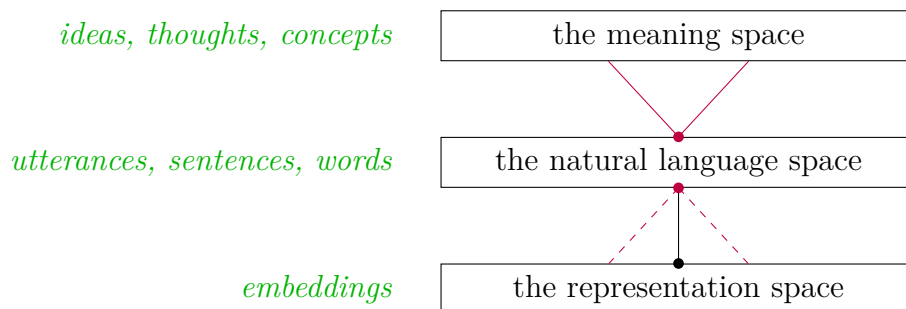 ideas, thoughts, concepts the meaning space
utterances, sentences, words the natural language space
embeddings the representation space